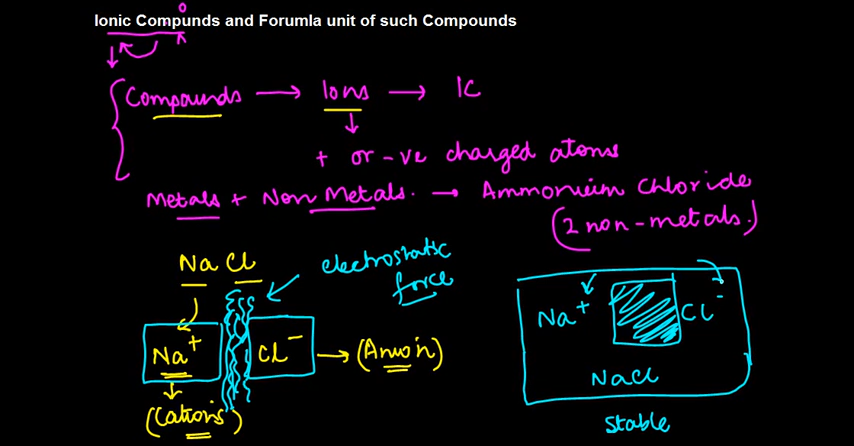 Ionic Compunds and Forumla unit of such Compounds
Compounds → Ions → IC
+ or -ve charged atoms
Metals + Non Metals. → Ammonium Chloride
(2 non-metals.)
Na Cl
electrostatic
force
Na⁺
Cl⁻ → (Anion)
(Cations)
Na⁺ Cl⁻
NaCl
Stable